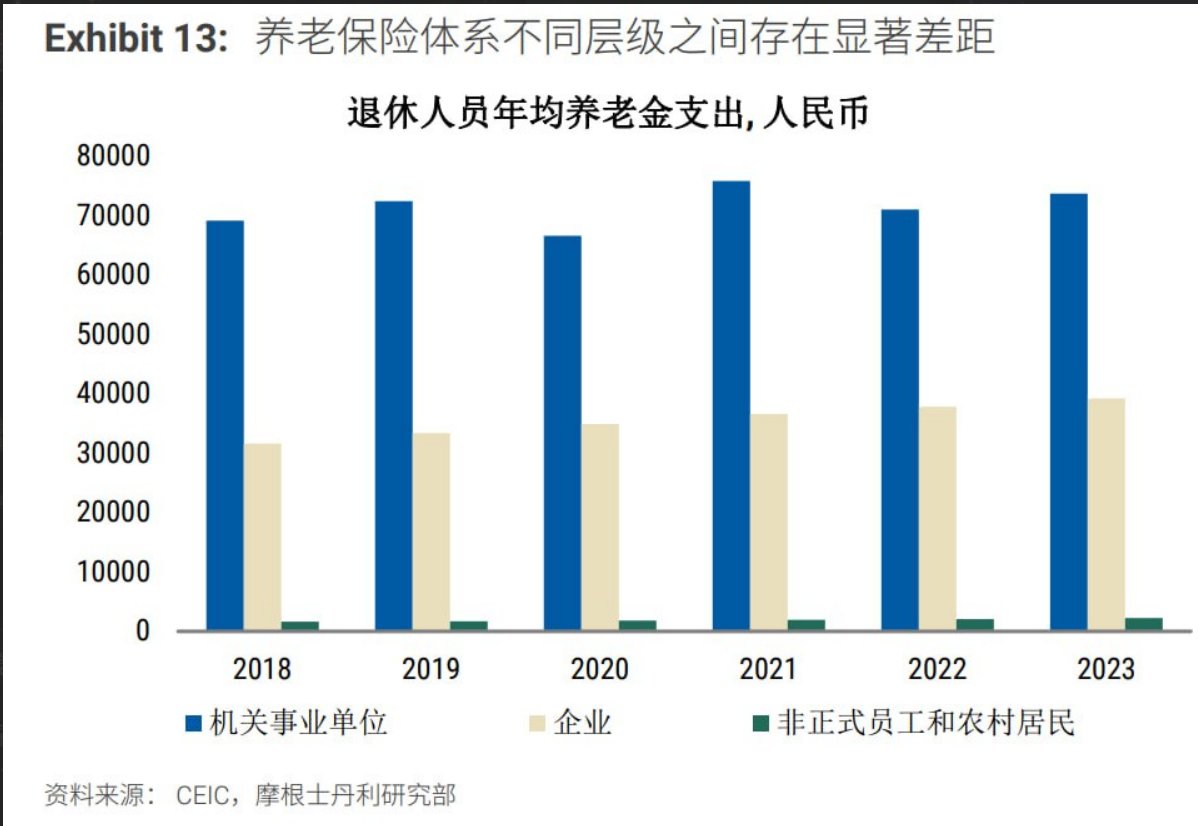 Exhibit 13: 养老保险体系不同层级之间存在显著差距
退休人员年均养老金支出, 人民币
80000
70000
60000
50000
40000
30000
20000
10000
0
2018 2019 2020 2021 2022 2023
机关事业单位 企业 非正式员工和农村居民
资料来源： CEIC，摩根士丹利研究部